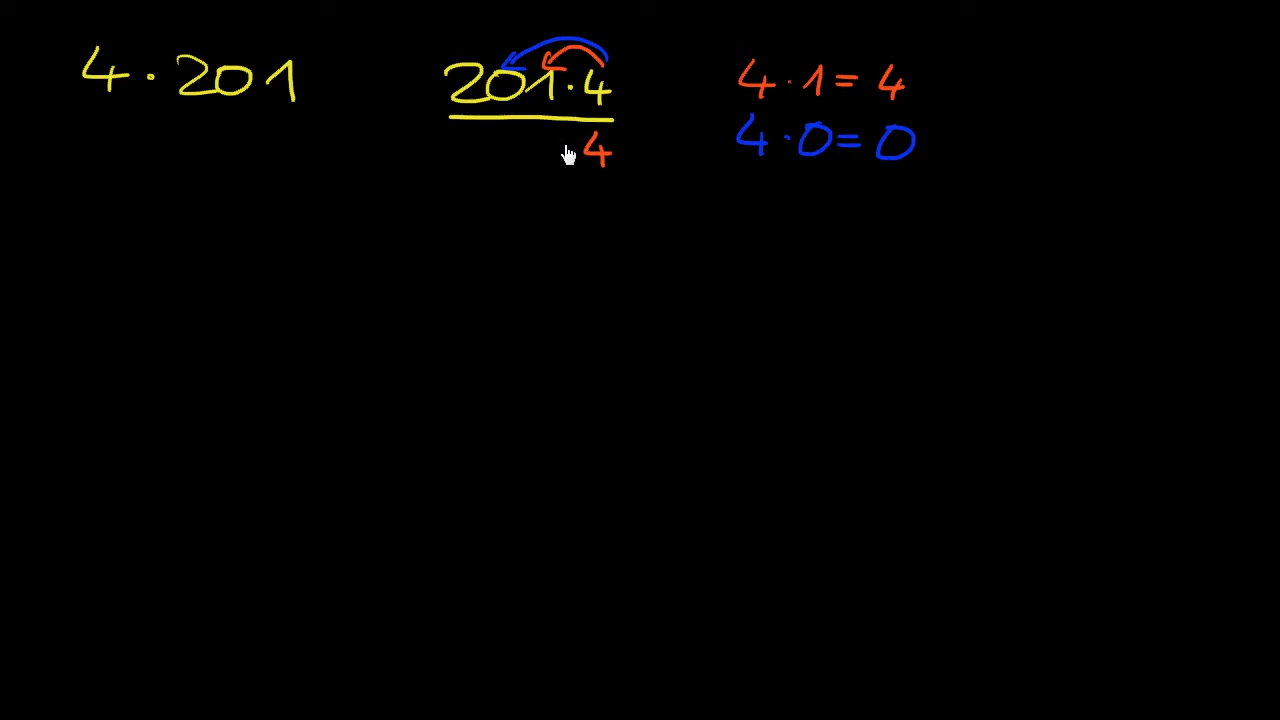 4 · 201
201 · 4
4
4 · 1 = 4
4 · 0 = 0